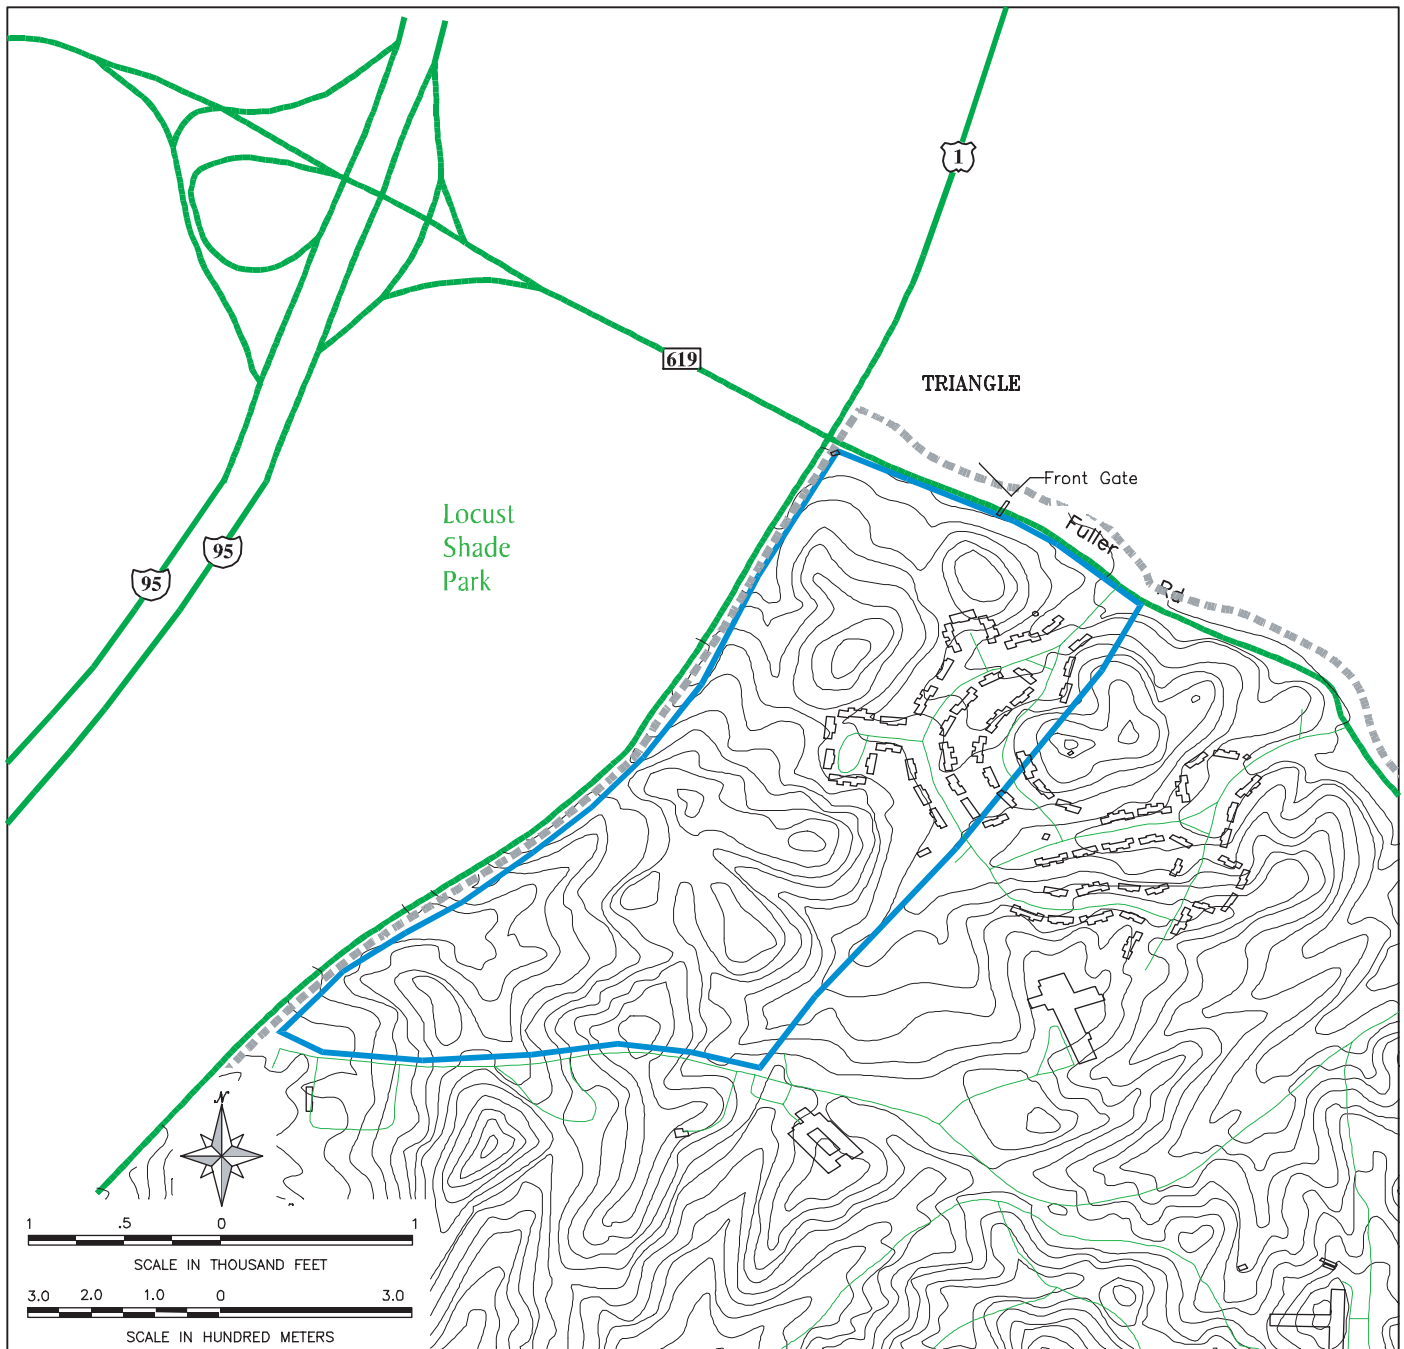 1
619
TRIANGLE
Front Gate
Fuller
Rd
Locust
Shade
Park
95
95
N
1 .5 0 1
SCALE IN THOUSAND FEET
3.0 2.0 1.0 0 3.0
SCALE IN HUNDRED METERS